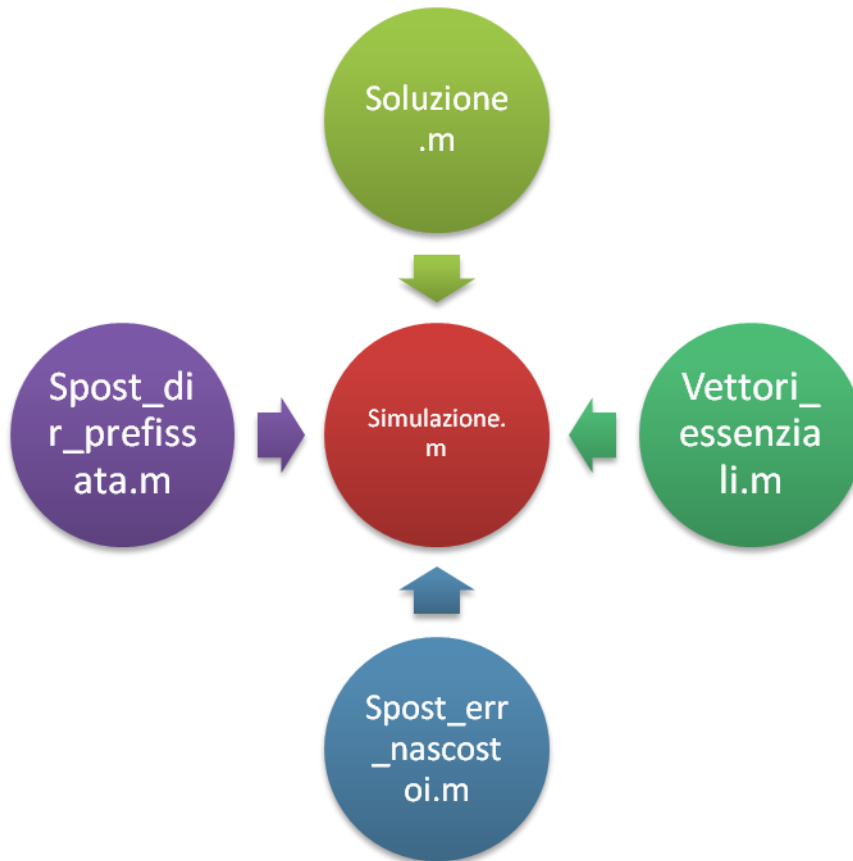 Soluzione
.m
Spost_di
r_prefiss
ata.m
Simulazione.
m
Vettori_
essenzia
li.m
Spost_err
_nascost
oi.m